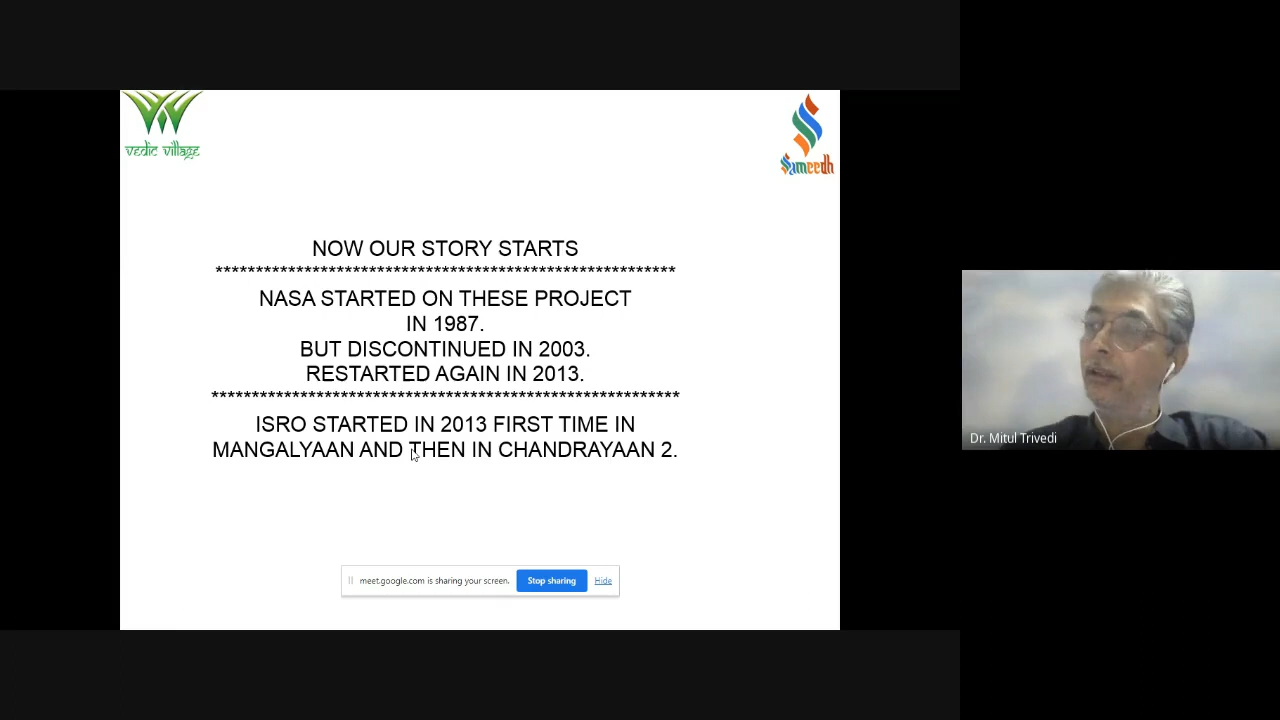 vedic village
Sameedh
NOW OUR STORY STARTS
*********************************************************
NASA STARTED ON THESE PROJECT
IN 1987.
BUT DISCONTINUED IN 2003.
RESTARTED AGAIN IN 2013.
**********************************************************
ISRO STARTED IN 2013 FIRST TIME IN
MANGALYAAN AND THEN IN CHANDRAYAAN 2.
meet.google.com is sharing your screen. Stop sharing Hide
Dr. Mitul Trivedi